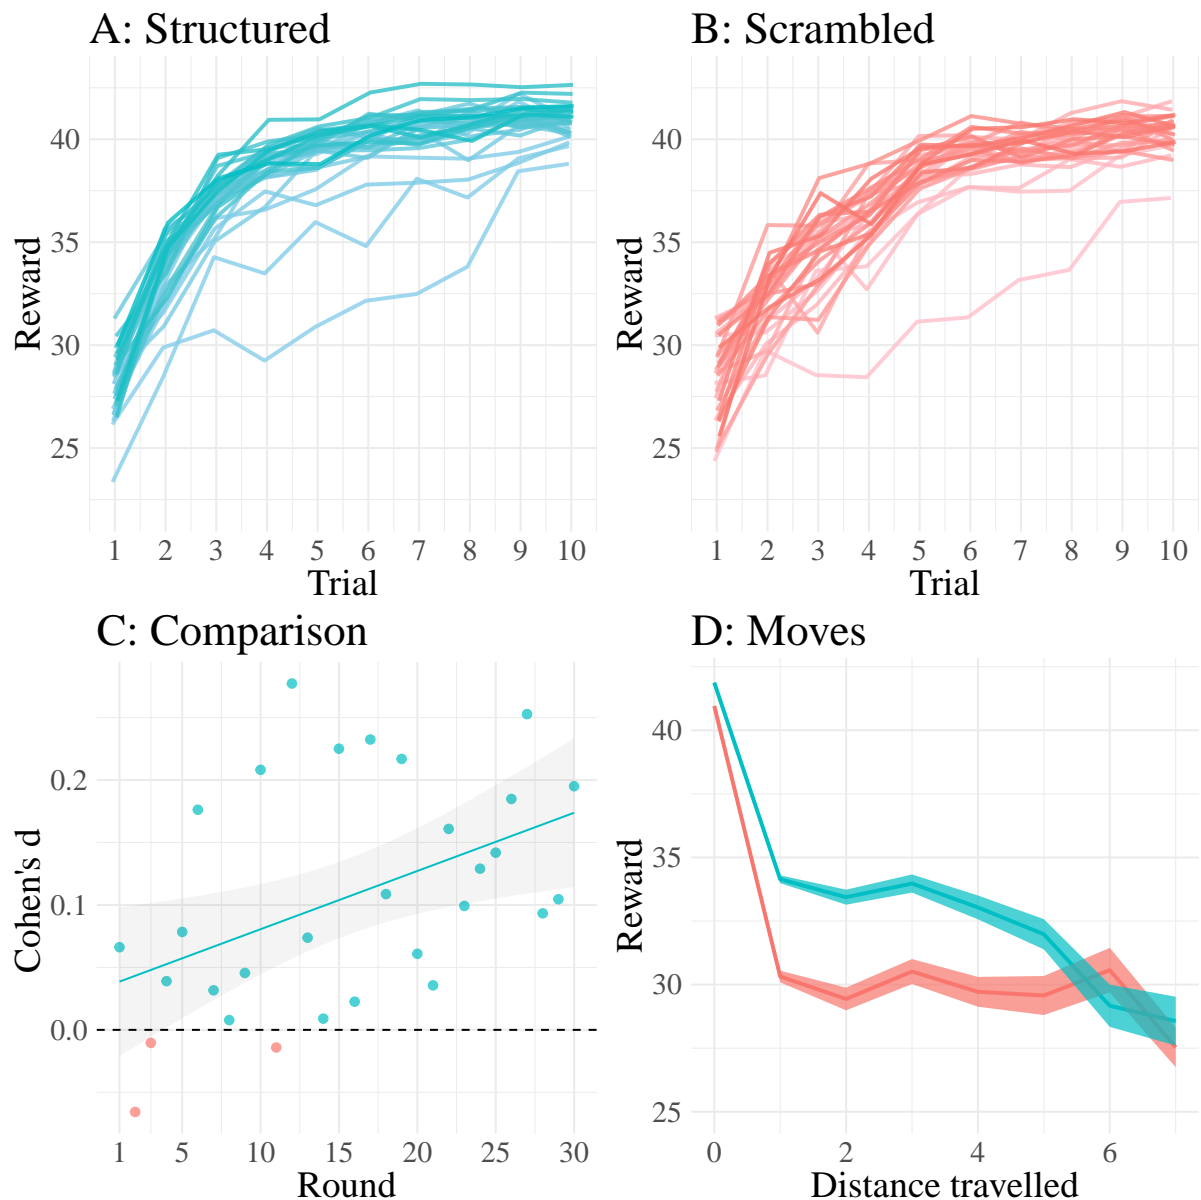 A: Structured
Reward
40
35
30
25
1 2 3 4 5 6 7 8 9 10
Trial
B: Scrambled
Reward
40
35
30
25
1 2 3 4 5 6 7 8 9 10
Trial
C: Comparison
Cohen's d
0.2
0.1
0.0
1 5 10 15 20 25 30
Round
D: Moves
Reward
40
35
30
25
0 2 4 6
Distance travelled